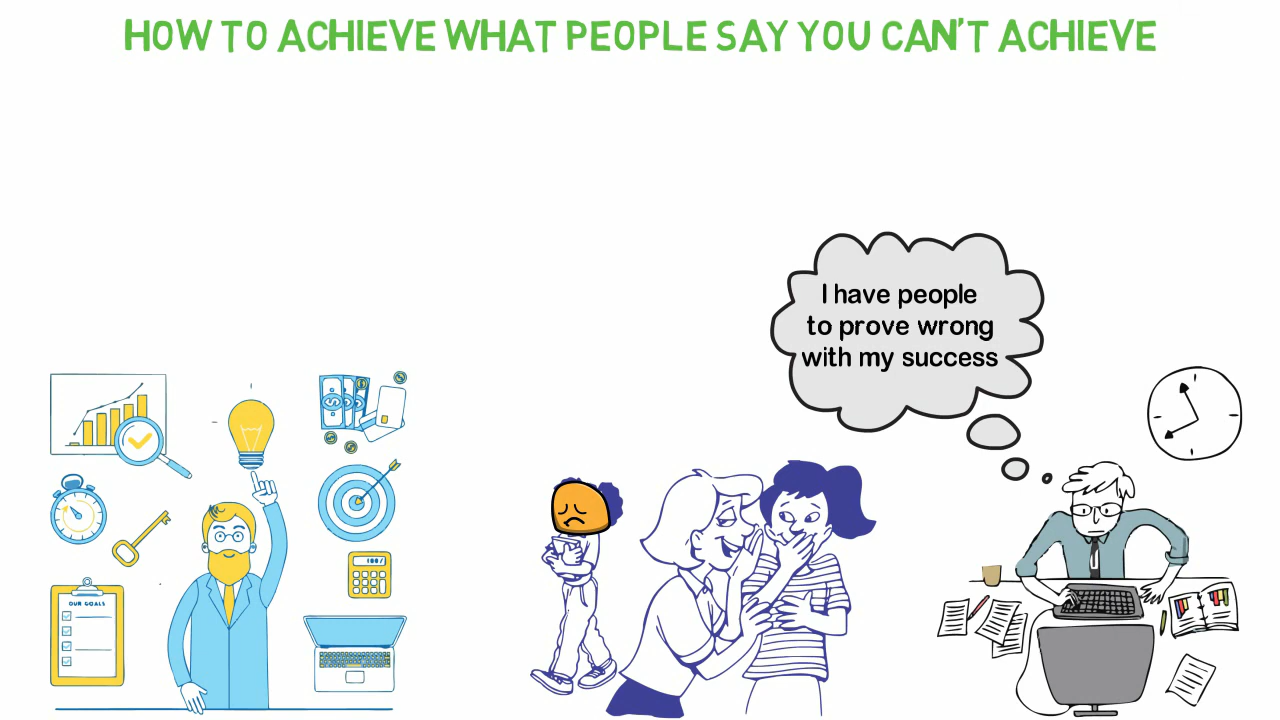 HOW TO ACHIEVE WHAT PEOPLE SAY YOU CAN'T ACHIEVE
I have people
to prove wrong
with my success
OUR GOALS